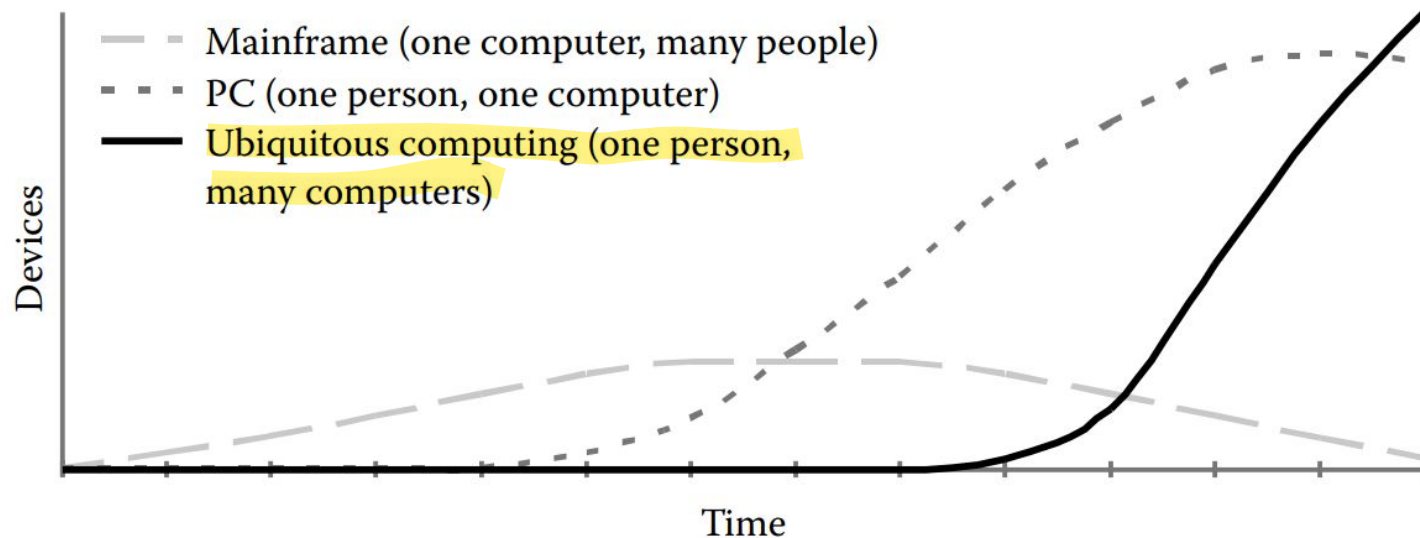 Mainframe (one computer, many people)
PC (one person, one computer)
Ubiquitous computing (one person,
many computers)
Devices
Time